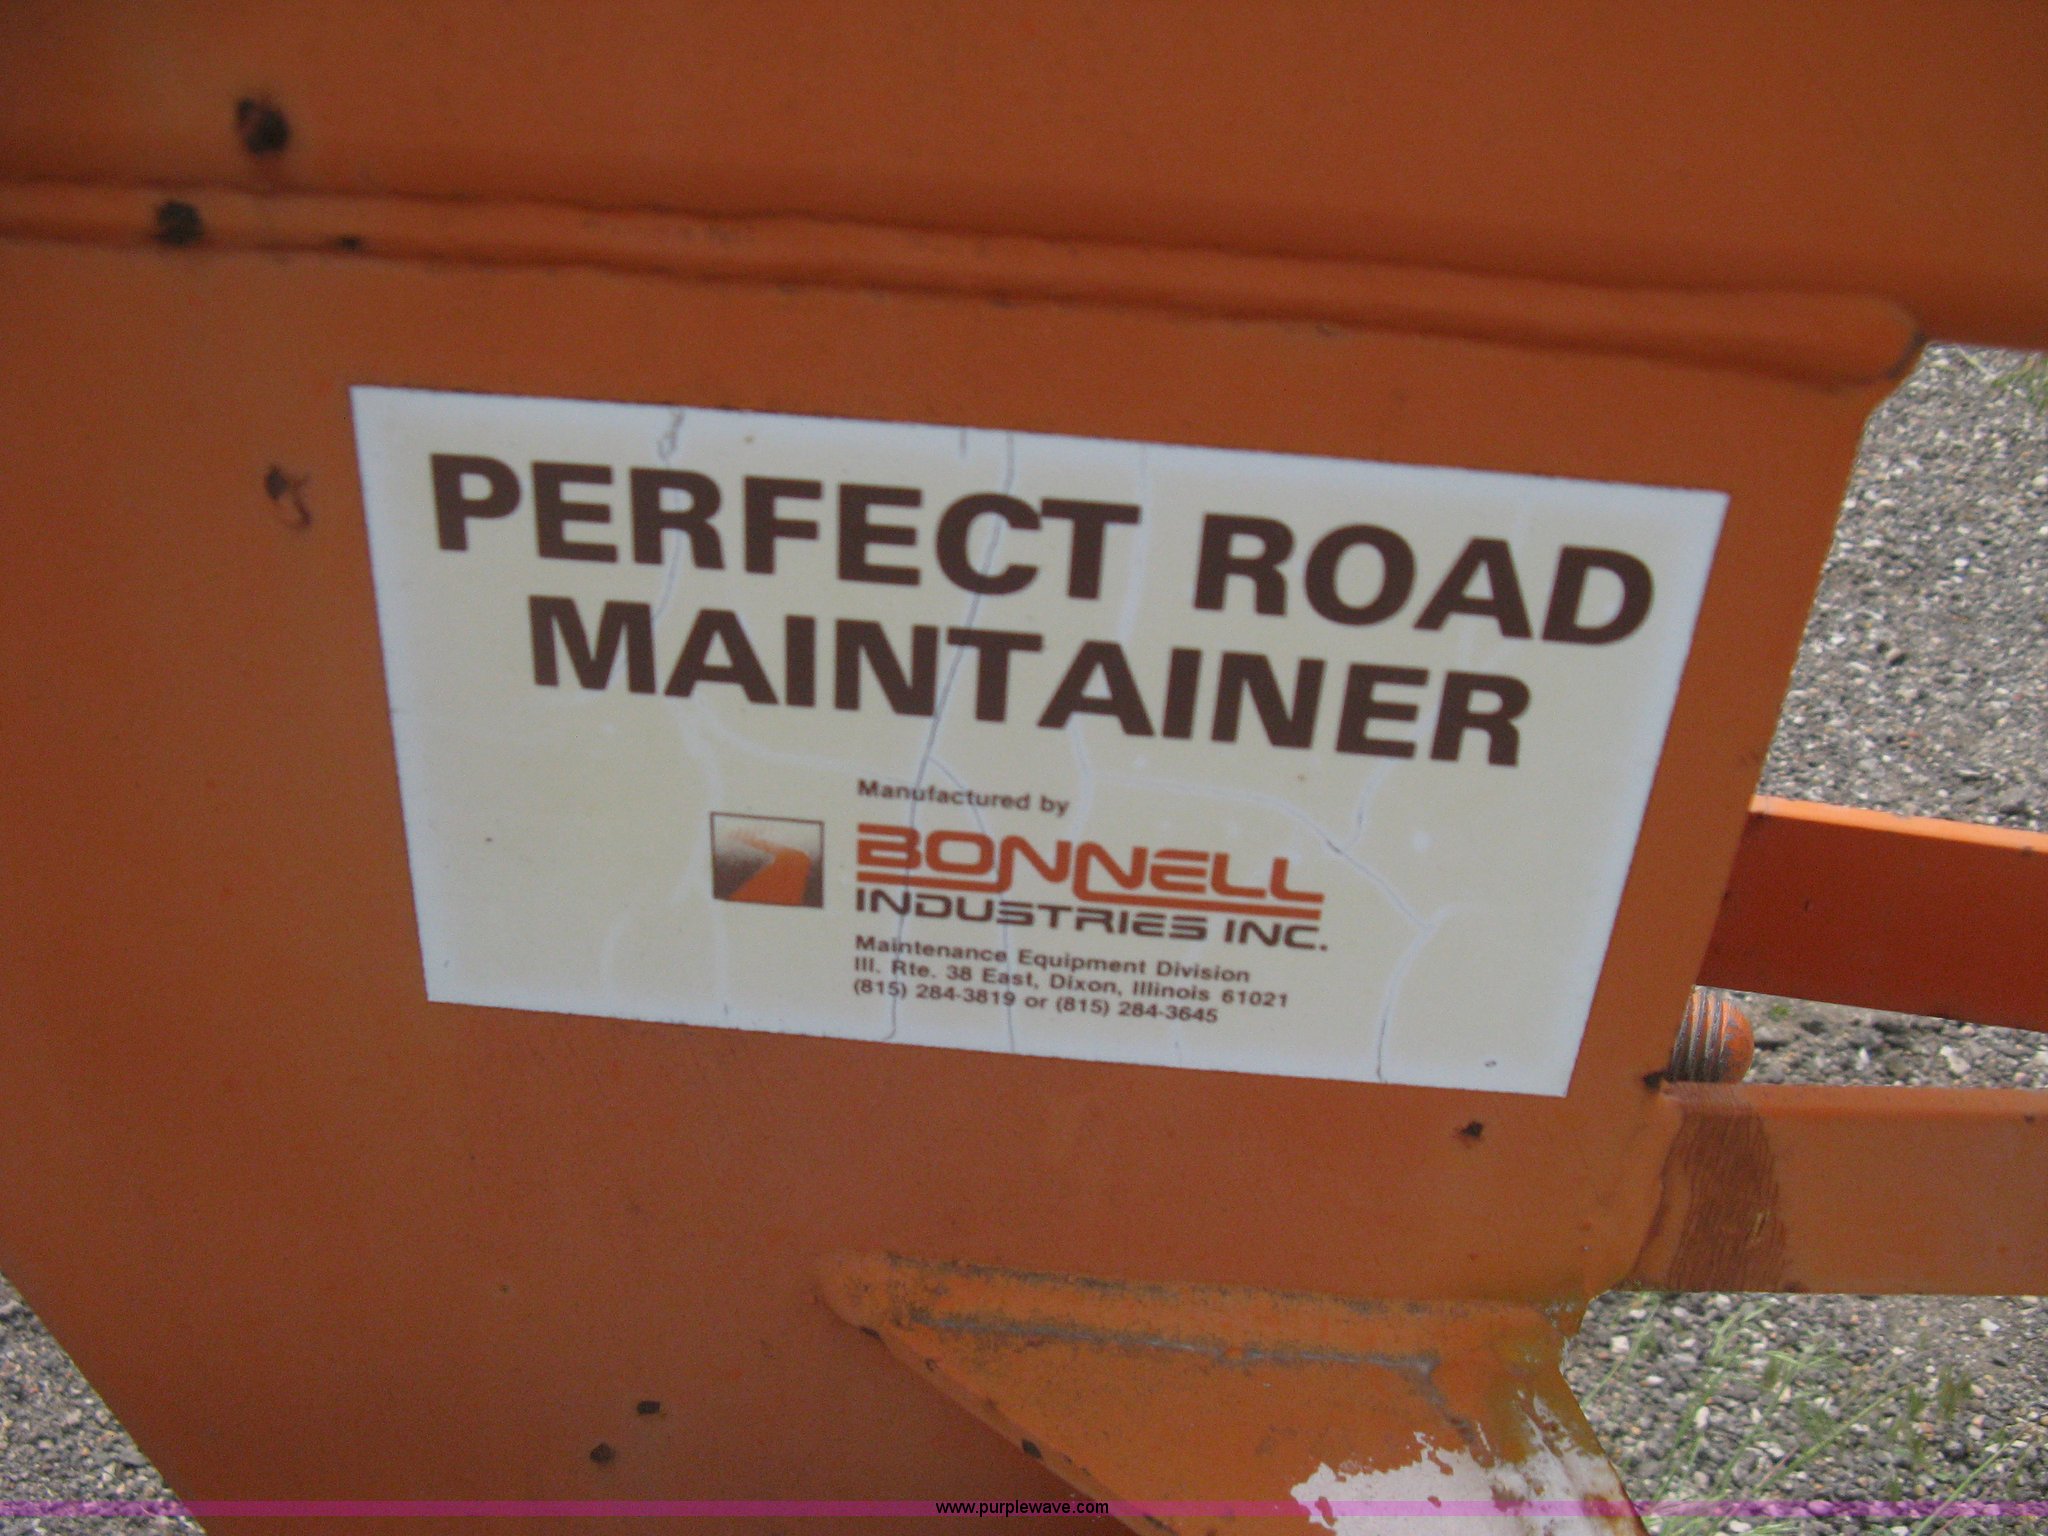 PERFECT ROAD
MAINTAINER
Manufactured by
BONNELL
INDUSTRIES INC.
Maintenance Equipment Division
Ill. Rte. 38 East, Dixon, Illinois 61021
(815) 284-3819 or (815) 284-3645
www.purplewave.com